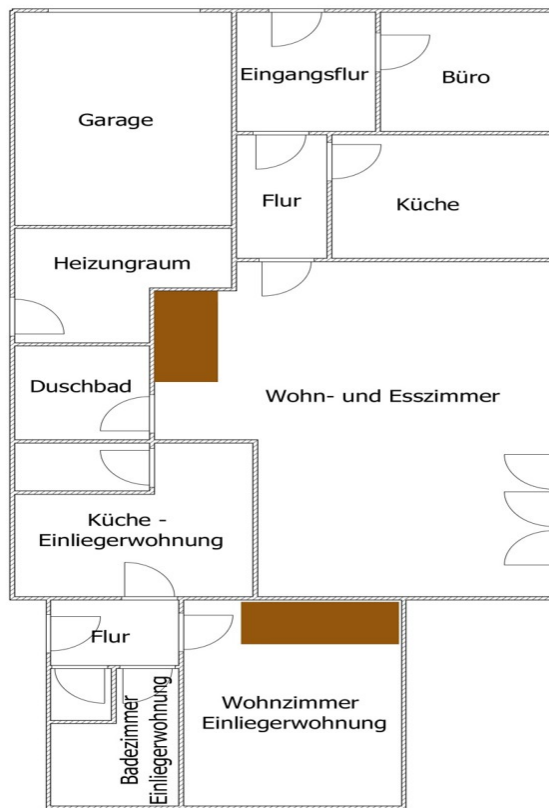 Eingangsflur
Büro
Garage
Flur
Küche
Heizungraum
Duschbad
Wohn- und Esszimmer
Küche -
Einliegerwohnung
Flur
Wohnzimmer
Einliegerwohnung
Badezimmer
Einliegerwohnung